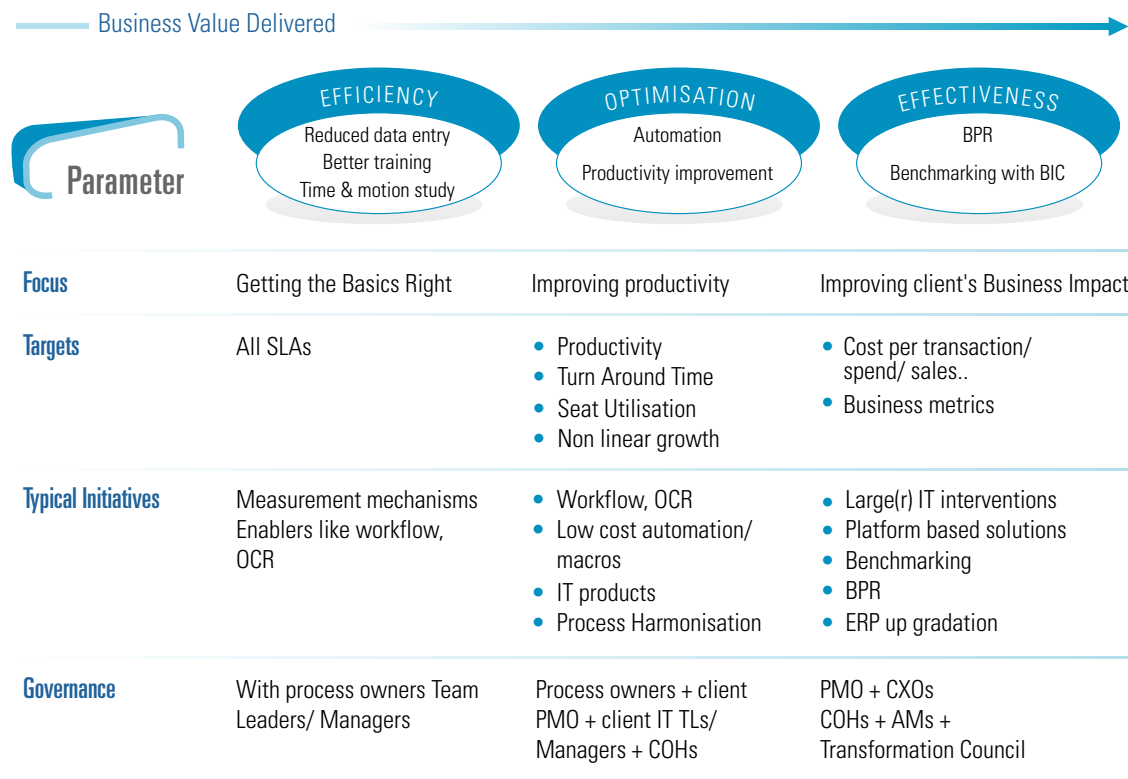 Business Value Delivered
EFFICIENCY
Reduced data entry
Better training
Time & motion study
OPTIMISATION
Automation
Productivity improvement
EFFECTIVENESS
BPR
Benchmarking with BIC
Parameter
Focus
Getting the Basics Right
Improving productivity
Improving client's Business Impact
Targets
All SLAs
• Productivity
• Turn Around Time
• Seat Utilisation
• Non linear growth
• Cost per transaction/
spend/ sales..
• Business metrics
Typical Initiatives
Measurement mechanisms
Enablers like workflow,
OCR
• Workflow, OCR
• Low cost automation/
macros
• IT products
• Process Harmonisation
• Large(r) IT interventions
• Platform based solutions
• Benchmarking
• BPR
• ERP up gradation
Governance
With process owners Team
Leaders/ Managers
Process owners + client
PMO + client IT TLs/
Managers + COHs
PMO + CXOs
COHs + AMs +
Transformation Council